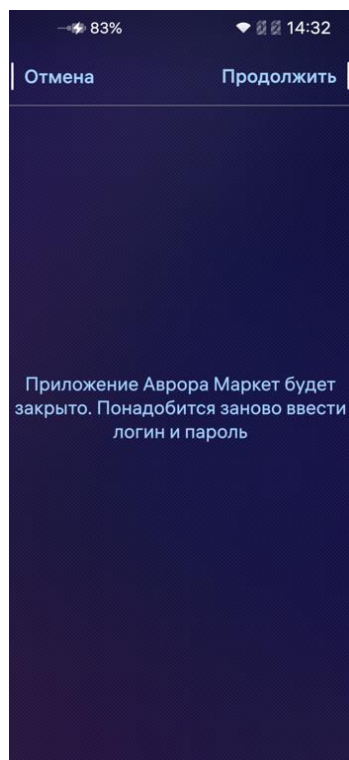 83% 14:32
Отмена Продолжить
Приложение Аврора Маркет будет
закрыто. Понадобится заново ввести
логин и пароль